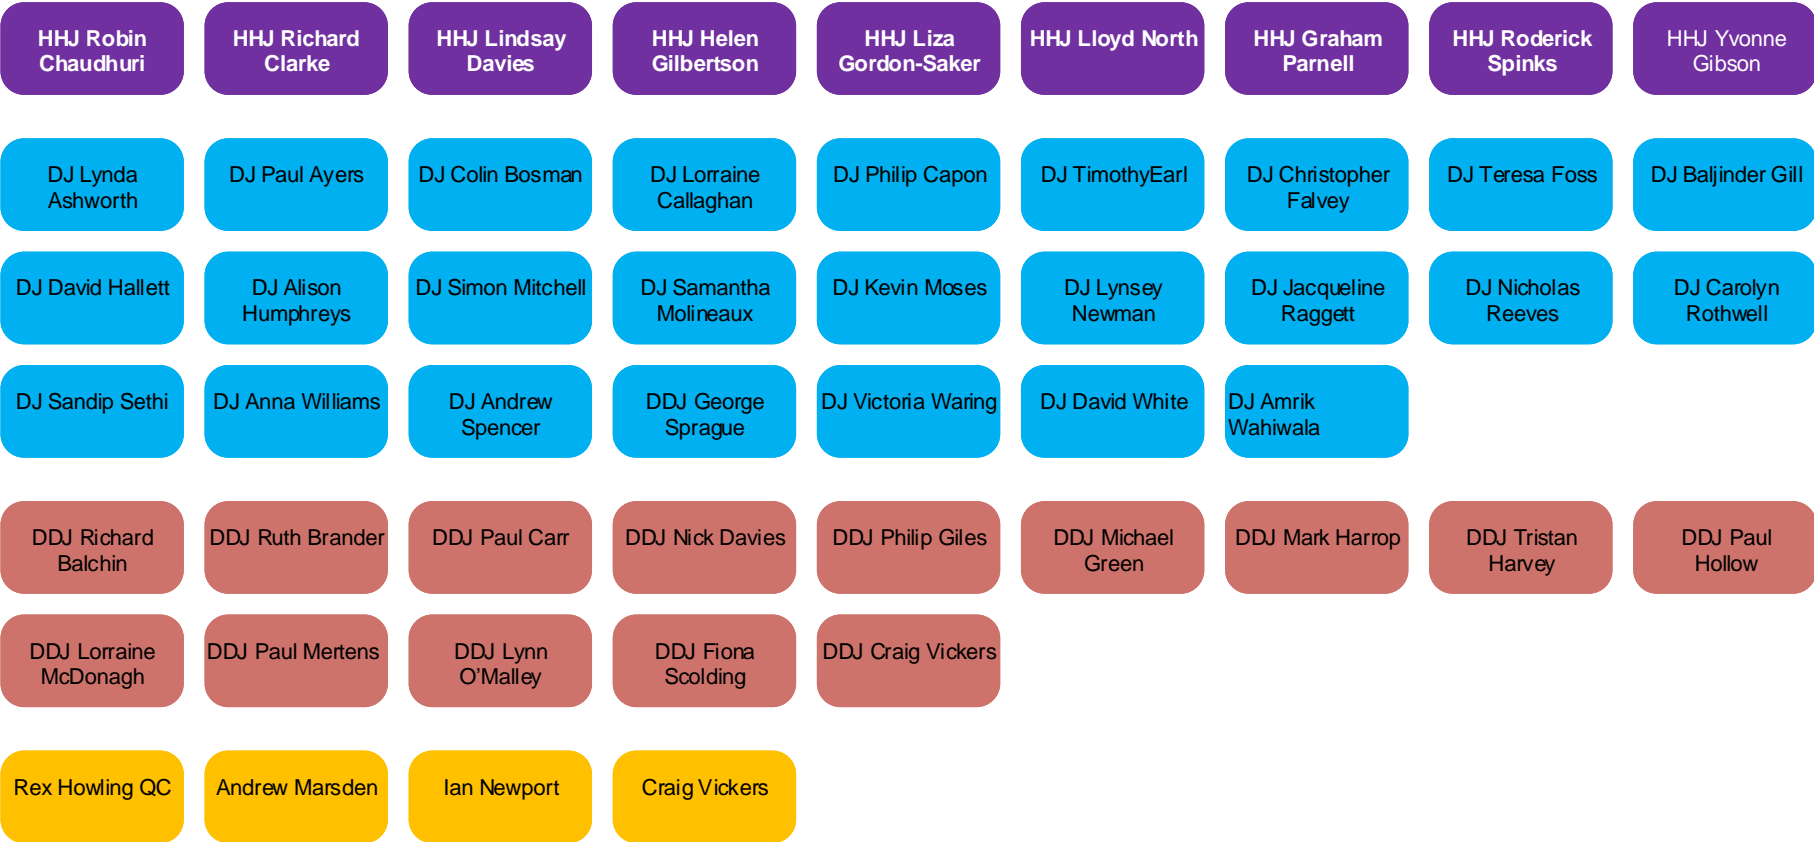 HHJ Robin
Chaudhuri
HHJ Richard
Clarke
HHJ Lindsay
Davies
HHJ Helen
Gilbertson
HHJ Liza
Gordon-Saker
HHJ Lloyd North
HHJ Graham
Parnell
HHJ Roderick
Spinks
HHJ Yvonne
Gibson
DJ Lynda
Ashworth
DJ Paul Ayers
DJ Colin Bosman
DJ Lorraine
Callaghan
DJ Philip Capon
DJ TimothyEarl
DJ Christopher
Falvey
DJ Teresa Foss
DJ Baljinder Gill
DJ David Hallett
DJ Alison
Humphreys
DJ Simon Mitchell
DJ Samantha
Molineaux
DJ Kevin Moses
DJ Lynsey
Newman
DJ Jacqueline
Raggett
DJ Nicholas
Reeves
DJ Carolyn
Rothwell
DJ Sandip Sethi
DJ Anna Williams
DJ Andrew
Spencer
DDJ George
Sprague
DJ Victoria Waring
DJ David White
DJ Amrik
Wahiwala
DDJ Richard
Balchin
DDJ Ruth Brander
DDJ Paul Carr
DDJ Nick Davies
DDJ Philip Giles
DDJ Michael
Green
DDJ Mark Harrop
DDJ Tristan
Harvey
DDJ Paul
Hollow
DDJ Lorraine
McDonagh
DDJ Paul Mertens
DDJ Lynn
O’Malley
DDJ Fiona
Scolding
DDJ Craig Vickers
Rex Howling QC
Andrew Marsden
Ian Newport
Craig Vickers